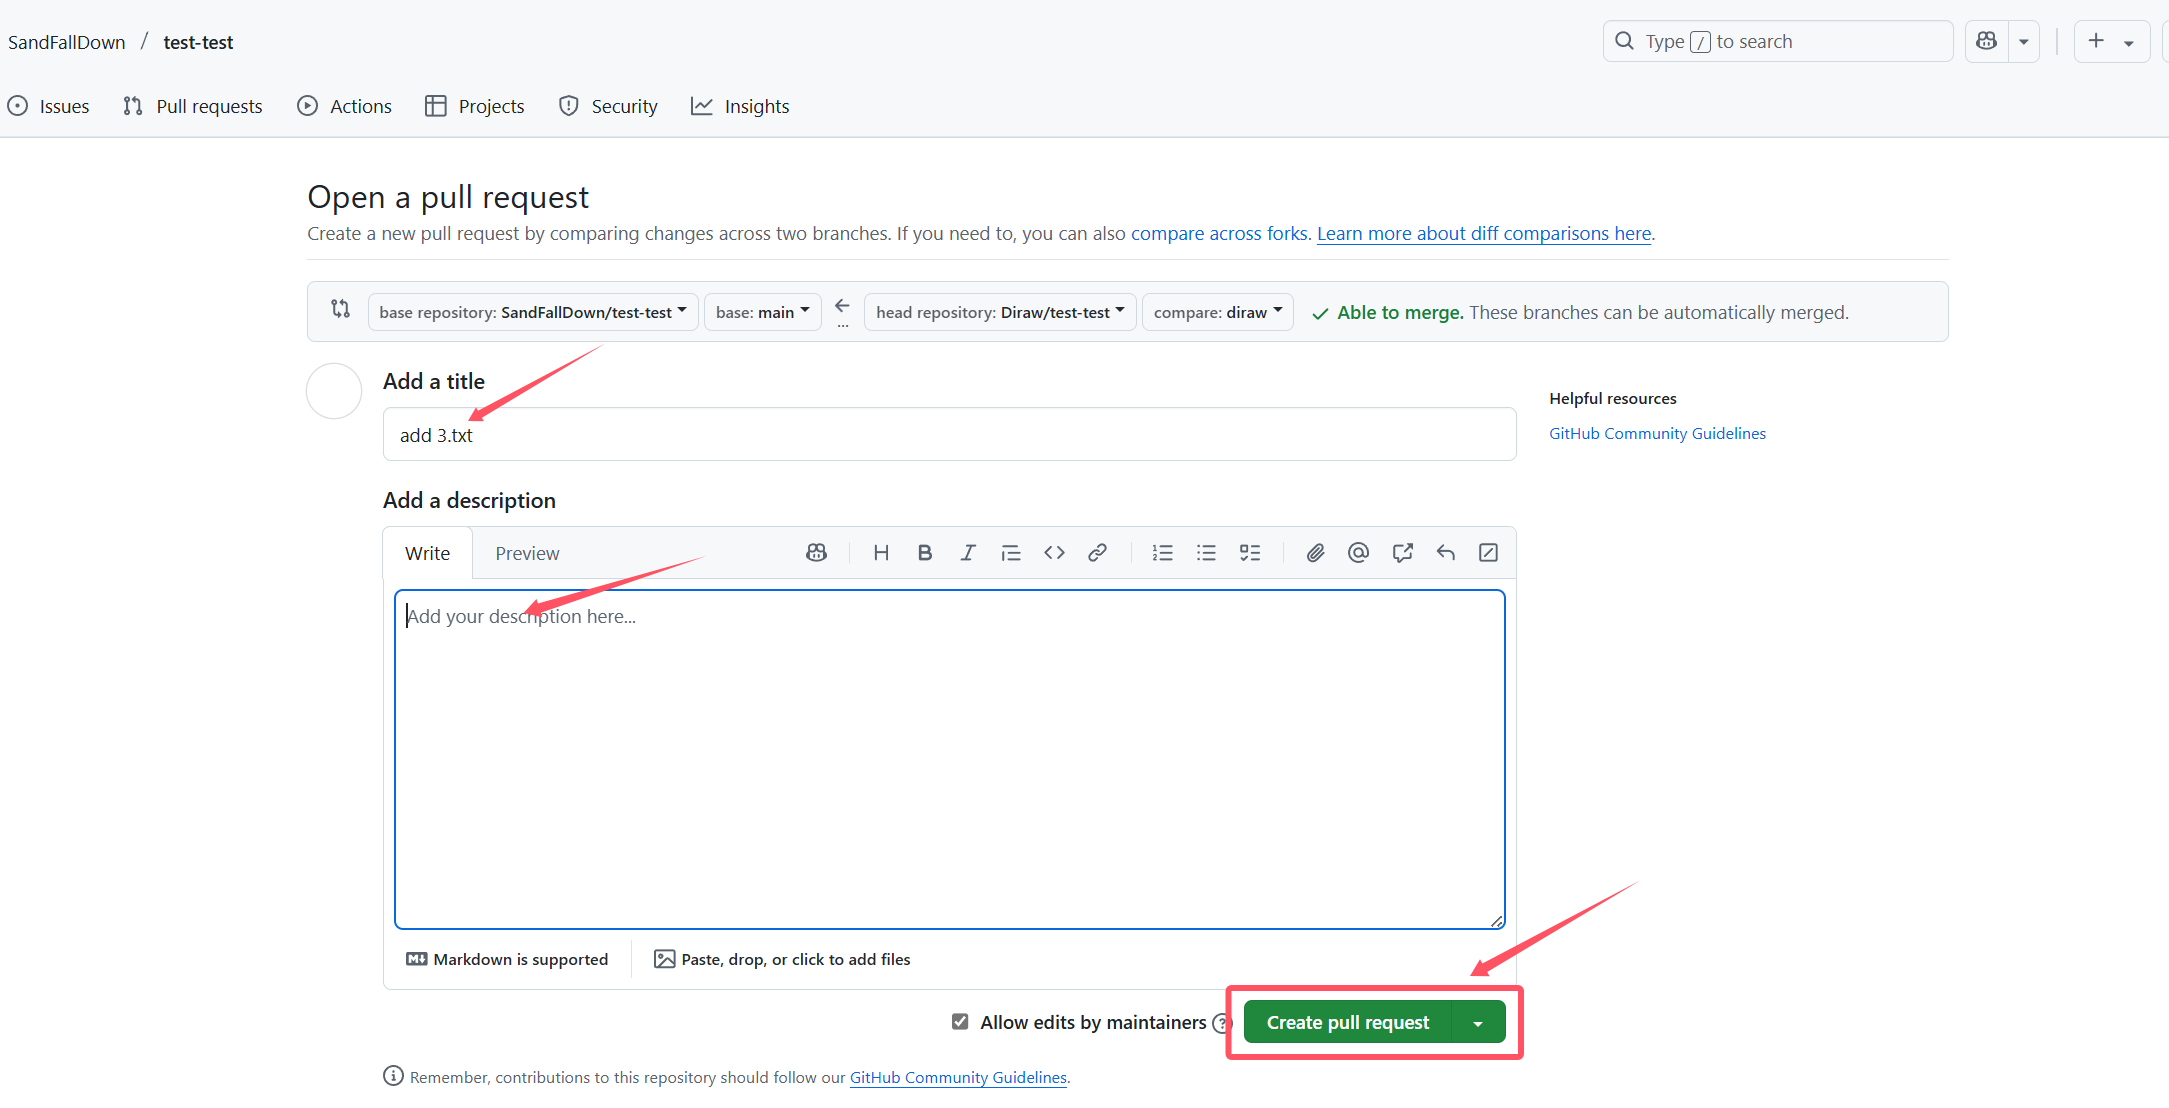 SandFallDown / test-test
Type / to search
Issues Pull requests Actions Projects Security Insights
Open a pull request
Create a new pull request by comparing changes across two branches. If you need to, you can also compare across forks. Learn more about diff comparisons here.
base repository: SandFallDown/test-test base: main ... head repository: Diraw/test-test compare: diraw Able to merge. These branches can be automatically merged.
Add a title
add 3.txt
Helpful resources
GitHub Community Guidelines
Add a description
Write Preview
Add your description here...
Markdown is supported Paste, drop, or click to add files
Allow edits by maintainers Create pull request
Remember, contributions to this repository should follow our GitHub Community Guidelines.